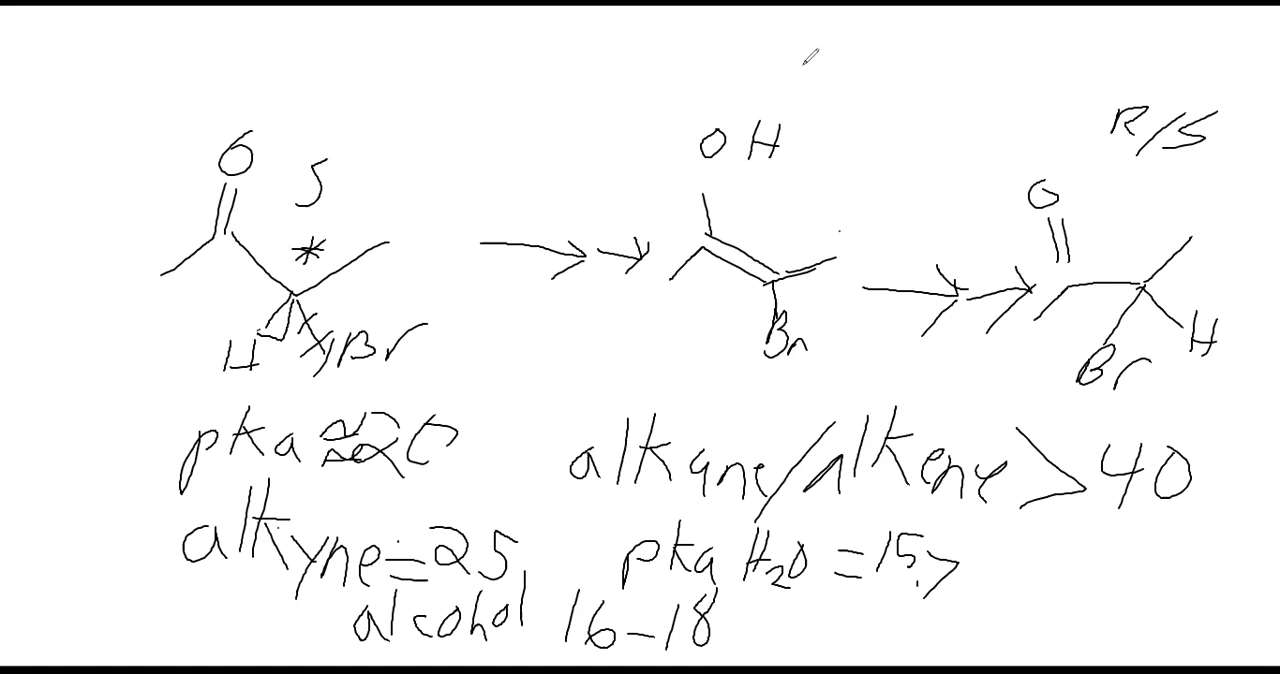 OH
R/S
O S
O
*
H Br
Br
Br H
pka ≈ 20
alkane/alkene > 40
alkyne = 25
pka H2O = 15.7
alcohol 16-18